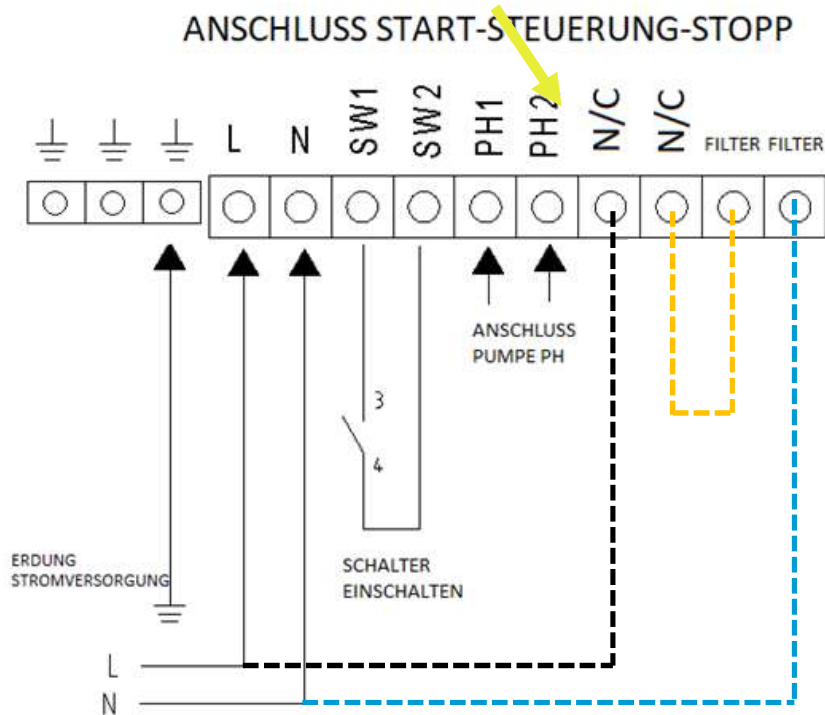 ANSCHLUSS START-STEUERUNG-STOPP
L N SW1 SW2 PH1 PH2 N/C N/C FILTER FILTER
ANSCHLUSS
PUMPE PH
3
4
ERDUNG
STROMVERSORGUNG
SCHALTER
EINSCHALTEN
L
N